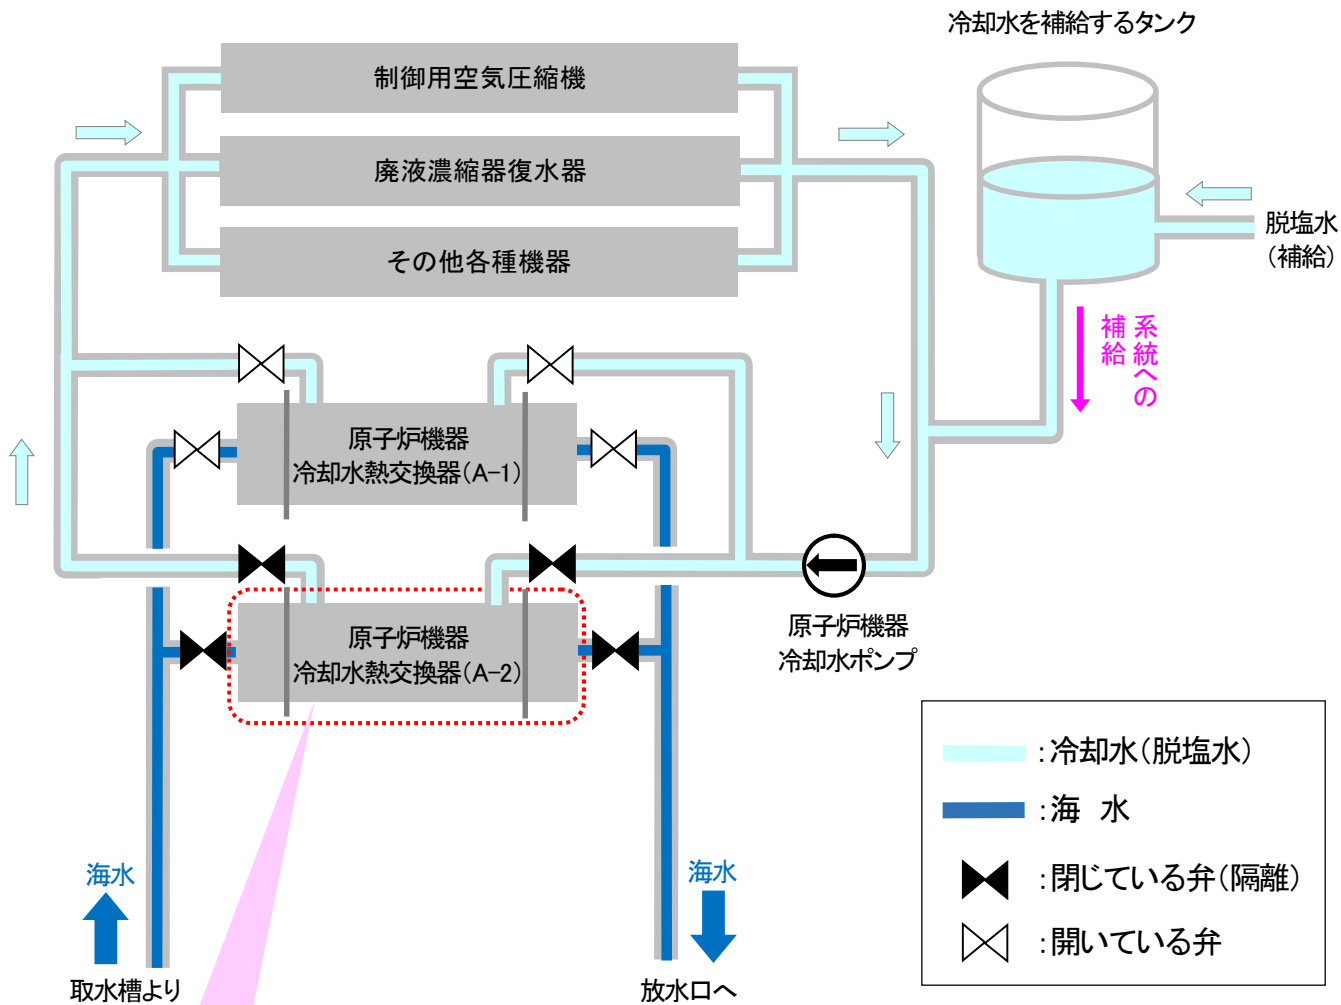 冷却水を補給するタンク
制御用空気圧縮機
廃液濃縮器復水器
その他各種機器
脱塩水
(補給)
系統への
補給
原子炉機器
冷却水熱交換器(A-1)
原子炉機器
冷却水熱交換器(A-2)
原子炉機器
冷却水ポンプ
:冷却水(脱塩水)
:海　水
:閉じている弁(隔離)
:開いている弁
海水
取水槽より
海水
放水口へ